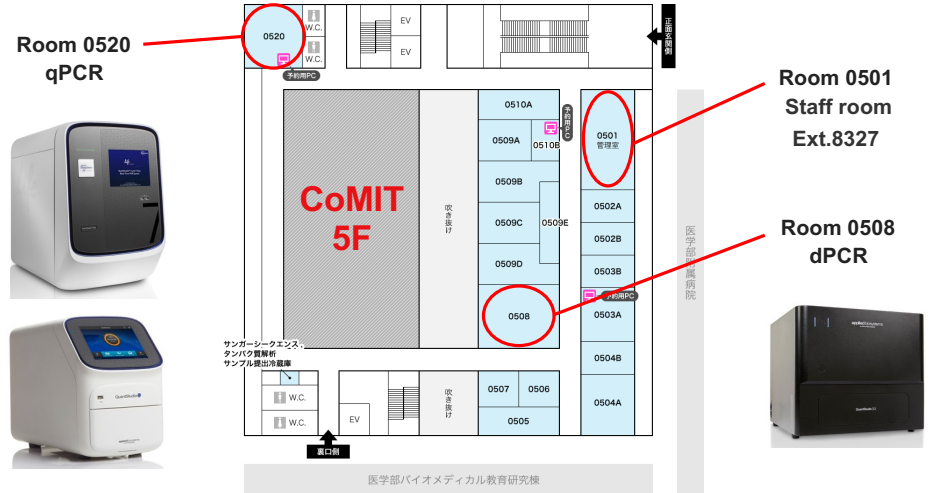 Room 0520
qPCR
0520
W.C.
W.C.
予約用PC
EV
EV
正面玄関側
Room 0501
Staff room
Ext.8327
CoMIT
5F
吹き抜け
0510A
予約用PC
0509A
0510B
0509B
0509C
0509E
0509D
0508
0501
管理室
0502A
0502B
0503B
予約用PC
0503A
0504B
0504A
医学部附属病院
Room 0508
dPCR
サンガーシークエンス、
タンパク質解析
サンプル提出冷蔵庫
W.C.
W.C.
EV
吹き抜け
0507
0506
0505
裏口側
医学部バイオメディカル教育研究棟
QuantStudio